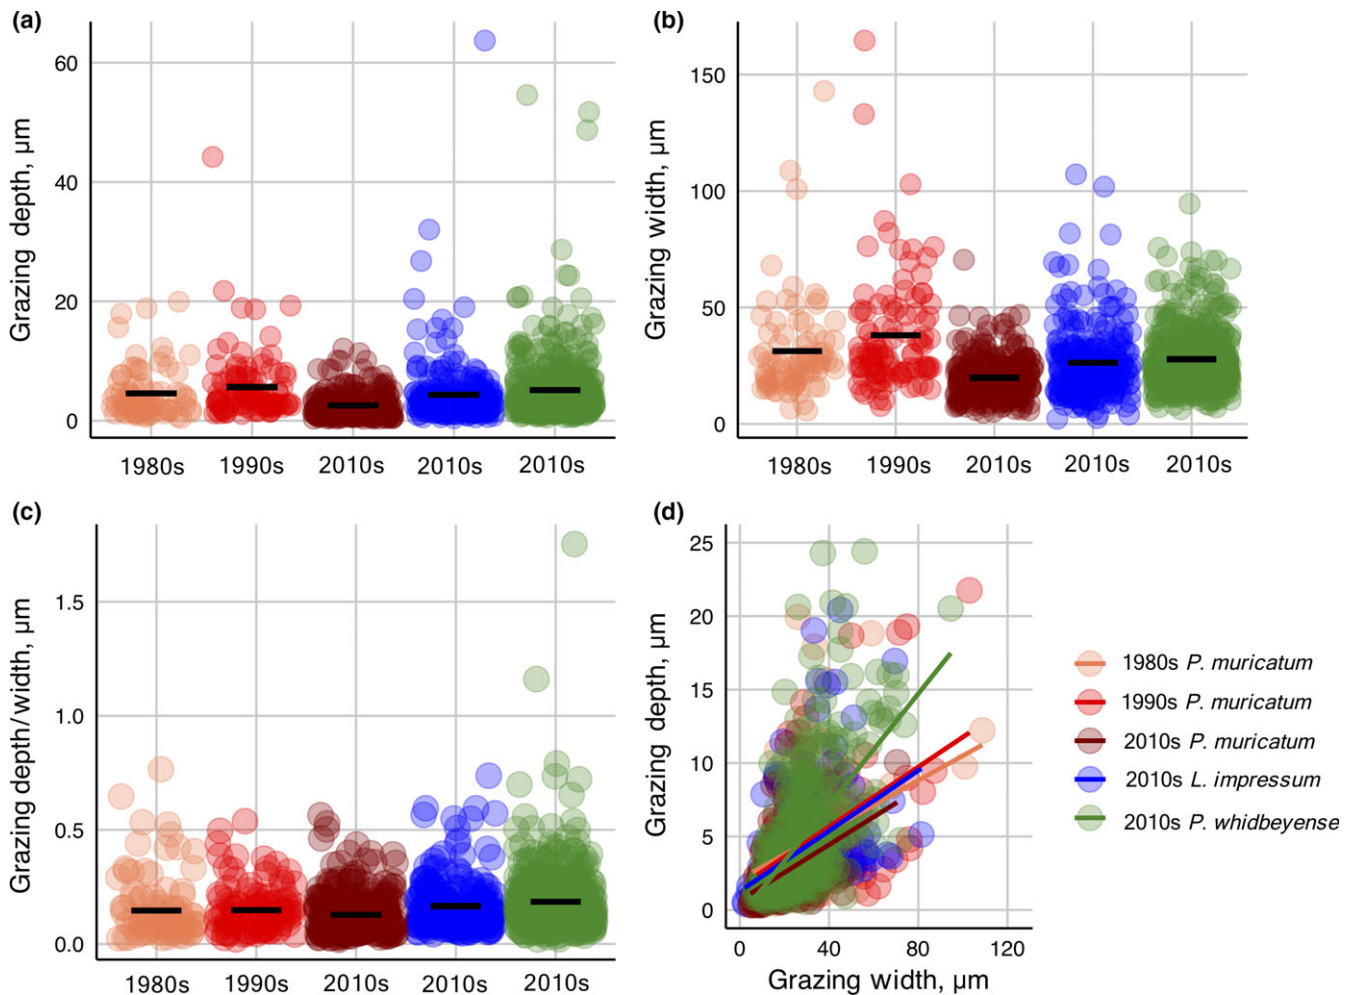 (a)
Grazing depth, µm
60
40
20
0
1980s 1990s 2010s 2010s 2010s
(b)
Grazing width, µm
150
100
50
0
1980s 1990s 2010s 2010s 2010s
(c)
Grazing depth/width, µm
1.5
1.0
0.5
0.0
1980s 1990s 2010s 2010s 2010s
(d)
Grazing depth, µm
25
20
15
10
5
0
0 40 80 120
Grazing width, µm
1980s P. muricatum
1990s P. muricatum
2010s P. muricatum
2010s L. impressum
2010s P. whidbeyense